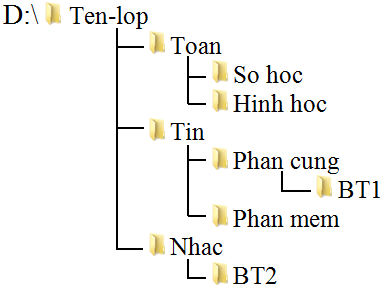 D:\ Ten-lop
Toan
So hoc
Hinh hoc
Tin
Phan cung
BT1
Phan mem
Nhac
BT2